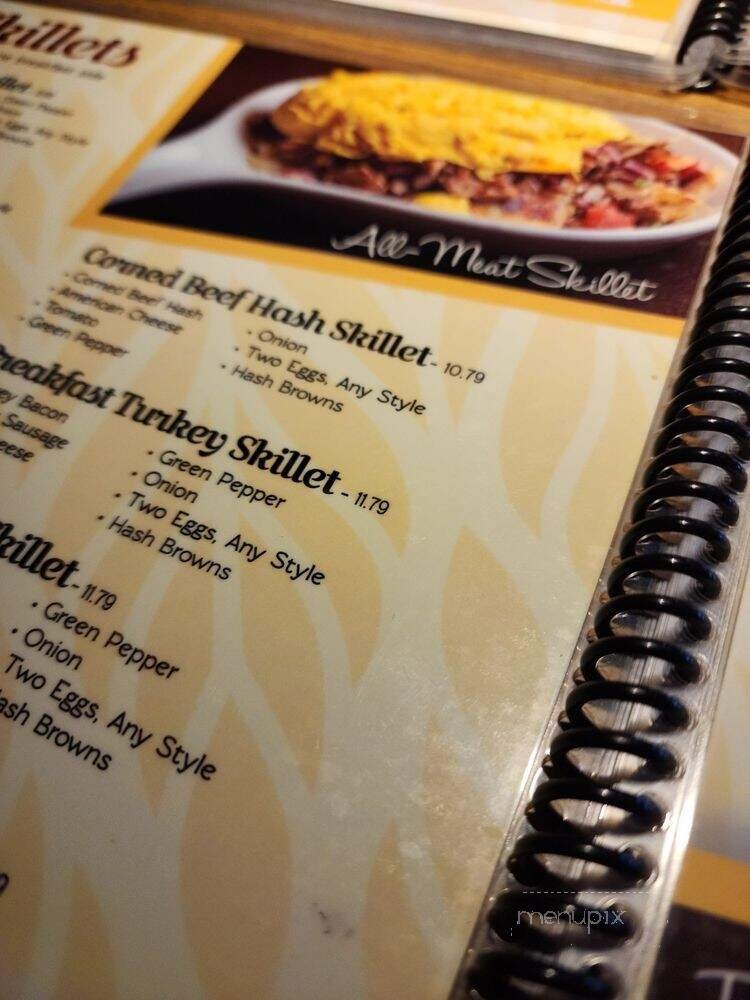 killets
All-Meat Skillet
Corned Beef Hash Skillet - 10.79
• Corned Beef Hash
• American Cheese
• Tomato
• Green Pepper
• Onion
• Two Eggs, Any Style
• Hash Browns
reakfast Turkey Skillet - 11.79
ey Bacon
Sausage
eese
• Green Pepper
• Onion
• Two Eggs, Any Style
• Hash Browns
killet - 11.79
• Green Pepper
• Onion
Two Eggs, Any Style
ash Browns
menupix